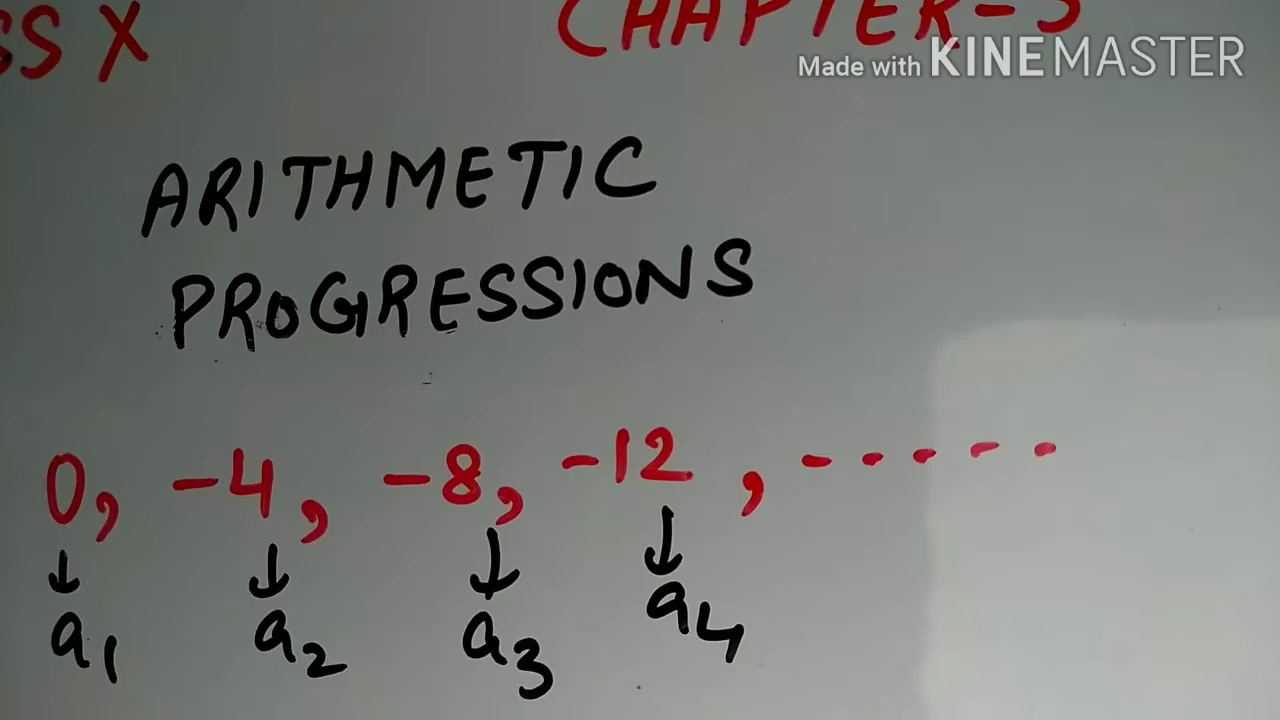 SS X CHAPTER-5
Made with KINEMASTER
ARITHMETIC
PROGRESSIONS
0, -4, -8, -12, - - - - -
↓ ↓ ↓ ↓
a1 a2 a3 a4